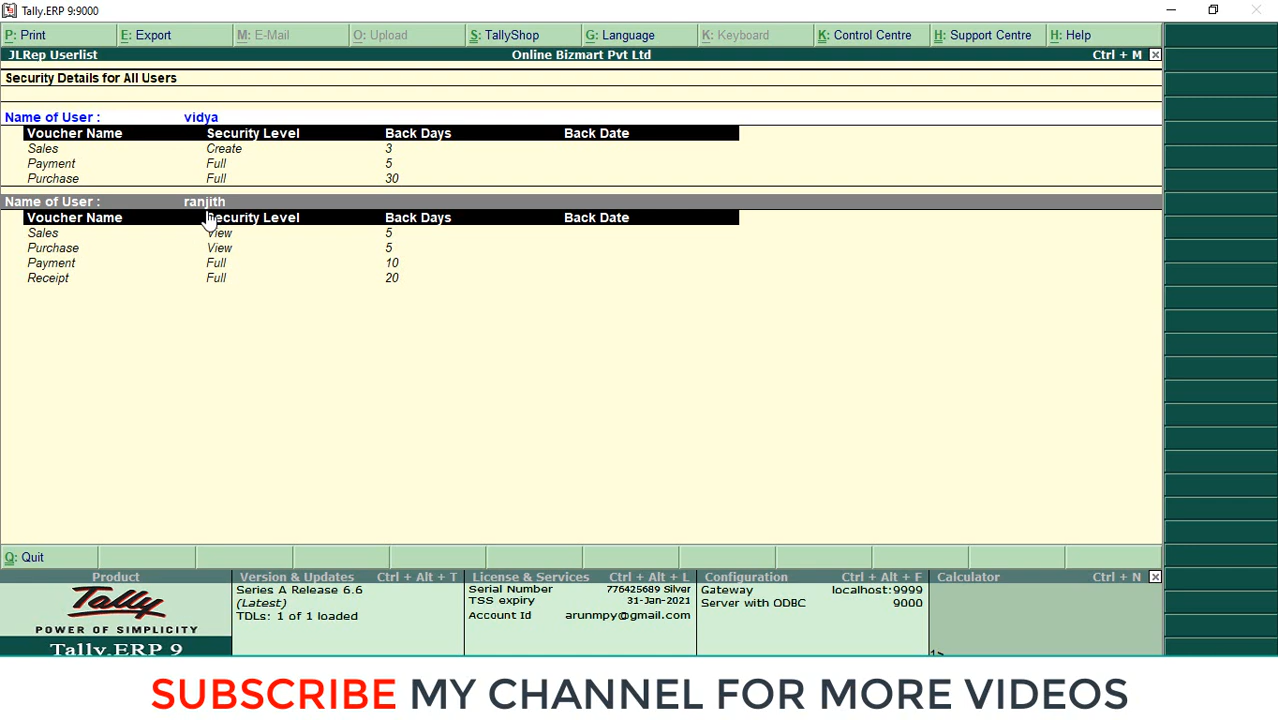 Tally.ERP 9:9000
P: Print E: Export M: E-Mail O: Upload S: TallyShop G: Language K: Keyboard K: Control Centre H: Support Centre H: Help
JLRep Userlist Online Bizmart Pvt Ltd Ctrl + M
Security Details for All Users
Name of User : vidya
Voucher Name Security Level Back Days Back Date
Sales Create 3
Payment Full 5
Purchase Full 30
Name of User : ranjith
Voucher Name Security Level Back Days Back Date
Sales View 5
Purchase View 5
Payment Full 10
Receipt Full 20
Q: Quit
Product Version & Updates Ctrl + Alt + T License & Services Ctrl + Alt + L Configuration Ctrl + Alt + F Calculator Ctrl + N
Tally
POWER OF SIMPLICITY
Tally.ERP 9
Series A Release 6.6
(Latest)
TDLs: 1 of 1 loaded
Serial Number 776425689 Silver
TSS expiry 31-Jan-2021
Account Id arunmpy@gmail.com
Gateway localhost:9999
Server with ODBC 9000
1>
SUBSCRIBE MY CHANNEL FOR MORE VIDEOS